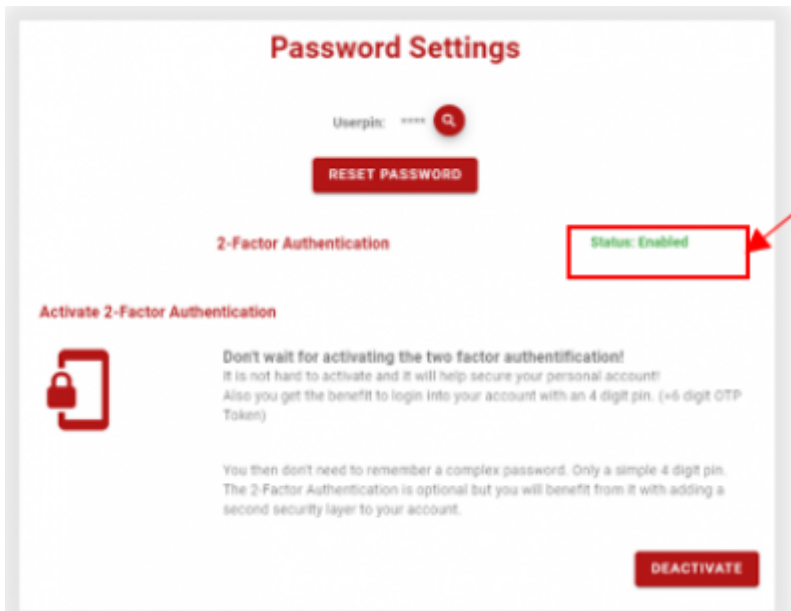 Password Settings
Userpin: ****
RESET PASSWORD
2-Factor Authentication
Status: Enabled
Activate 2-Factor Authentication
Don't wait for activating the two factor authentification!
It is not hard to activate and it will help secure your personal account!
Also you get the benefit to login into your account with an 4 digit pin. (+6 digit OTP
Token)
You then don't need to remember a complex password. Only a simple 4 digit pin.
The 2-Factor Authentication is optional but you will benefit from it with adding a
second security layer to your account.
DEACTIVATE